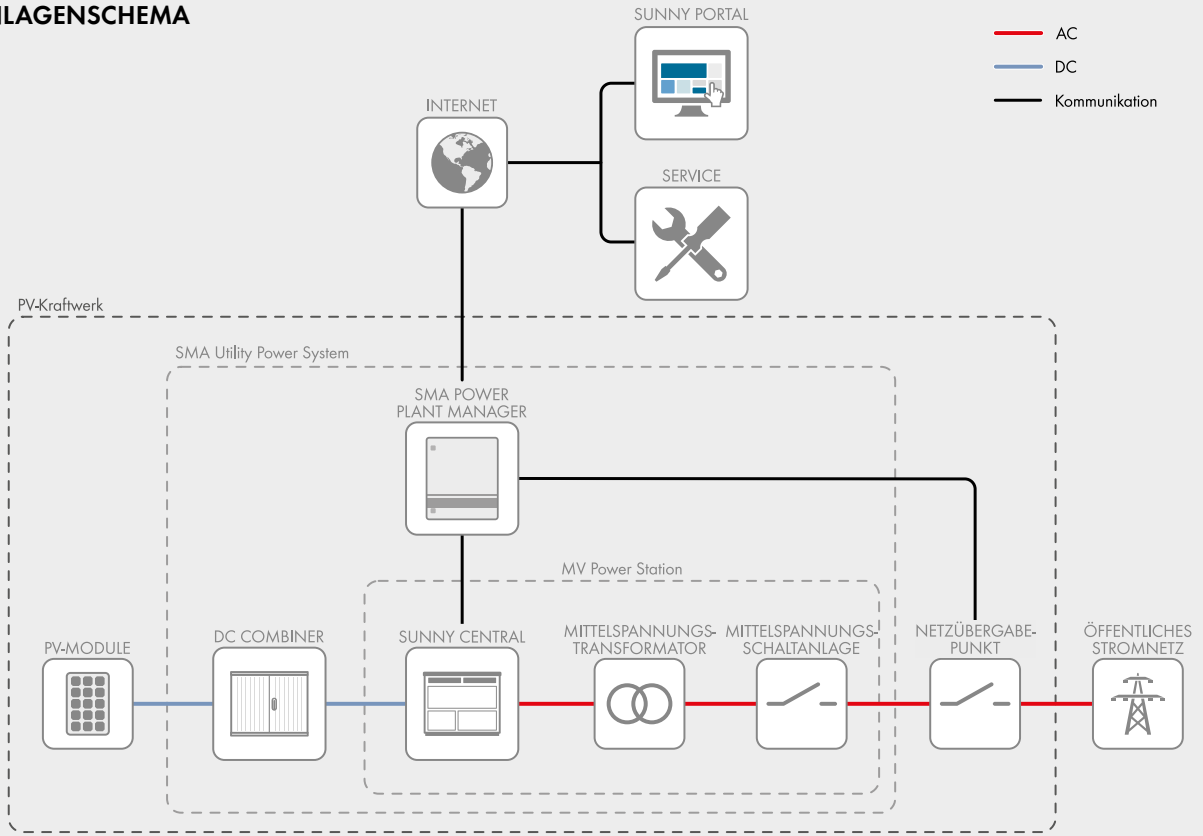 NLAGENSCHEMA
SUNNY PORTAL
AC
DC
Kommunikation
INTERNET
SERVICE
PV-Kraftwerk
SMA Utility Power System
SMA POWER
PLANT MANAGER
MV Power Station
PV-MODULE
DC COMBINER
SUNNY CENTRAL
MITTELSPANNUNGS-
TRANSFORMATOR
MITTELSPANNUNGS-
SCHALTANLAGE
NETZÜBERGABE-
PUNKT
ÖFFENTLICHES
STROMNETZ